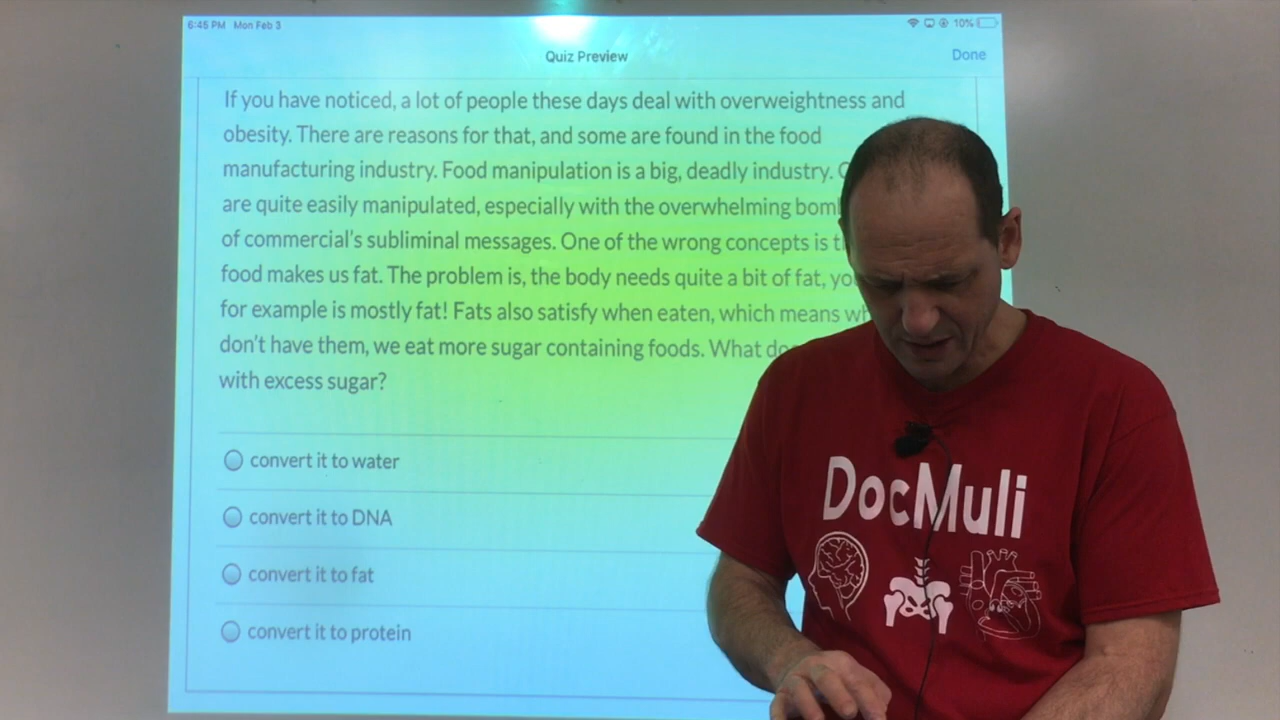 6:45 PM Mon Feb 3
10%
Quiz Preview
Done
If you have noticed, a lot of people these days deal with overweightness and
obesity. There are reasons for that, and some are found in the food
manufacturing industry. Food manipulation is a big, deadly industry.
are quite easily manipulated, especially with the overwhelming
of commercial's subliminal messages. One of the wrong concepts is
food makes us fat. The problem is, the body needs quite a bit of fat,
for example is mostly fat! Fats also satisfy when eaten, which means
don't have them, we eat more sugar containing foods. What
with excess sugar?
convert it to water
convert it to DNA
convert it to fat
convert it to protein
DocMuli